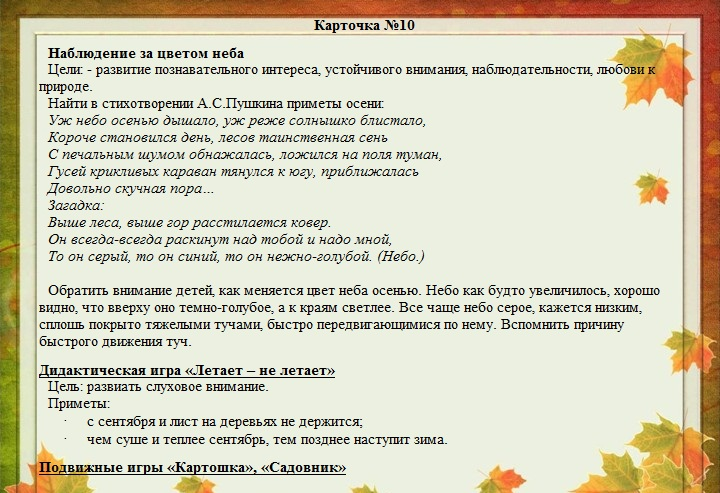 Карточка №10
Наблюдение за цветом неба
Цели: - развитие познавательного интереса, устойчивого внимания, наблюдательности, любови к
природе.
Найти в стихотворении А.С.Пушкина приметы осени:
Уж небо осенью дышало, уж реже солнышко блистало,
Короче становился день, лесов таинственная сень
С печальным шумом обнажалась, ложился на поля туман,
Гусей крикливых караван тянулся к югу, приближалась
Довольно скучная пора…
Загадка:
Выше леса, выше гор расстилается ковер.
Он всегда-всегда раскинут над тобой и надо мной,
То он серый, то он синий, то он нежно-голубой. (Небо.)
Обратить внимание детей, как меняется цвет неба осенью. Небо как будто увеличилось, хорошо
видно, что вверху оно темно-голубое, а к краям светлее. Все чаще небо серое, кажется низким,
сплошь покрыто тяжелыми тучами, быстро передвигающимися по нему. Вспомнить причину
быстрого движения туч.
Дидактическая игра «Летает – не летает»
Цель: развиать слуховое внимание.
Приметы:
· с сентября и лист на деревьях не держится;
· чем суше и теплее сентябрь, тем позднее наступит зима.
Подвижные игры «Картошка», «Садовник»